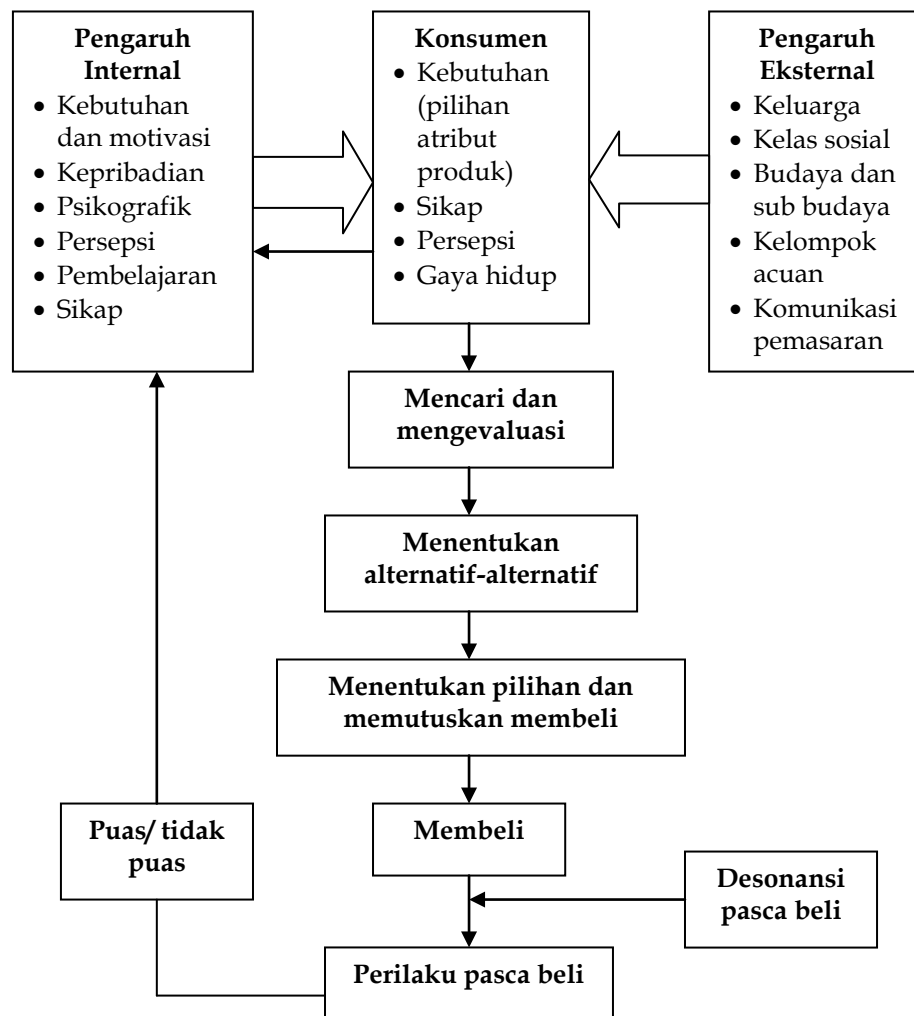 Pengaruh
Internal
• Kebutuhan
dan motivasi
• Kepribadian
• Psikografik
• Persepsi
• Pembelajaran
• Sikap
Konsumen
• Kebutuhan
(pilihan
atribut
produk)
• Sikap
• Persepsi
• Gaya hidup
Pengaruh
Eksternal
• Keluarga
• Kelas sosial
• Budaya dan
sub budaya
• Kelompok
acuan
• Komunikasi
pemasaran
Mencari dan
mengevaluasi
Menentukan
alternatif-alternatif
Menentukan pilihan dan
memutuskan membeli
Membeli
Puas/ tidak
puas
Desonansi
pasca beli
Perilaku pasca beli